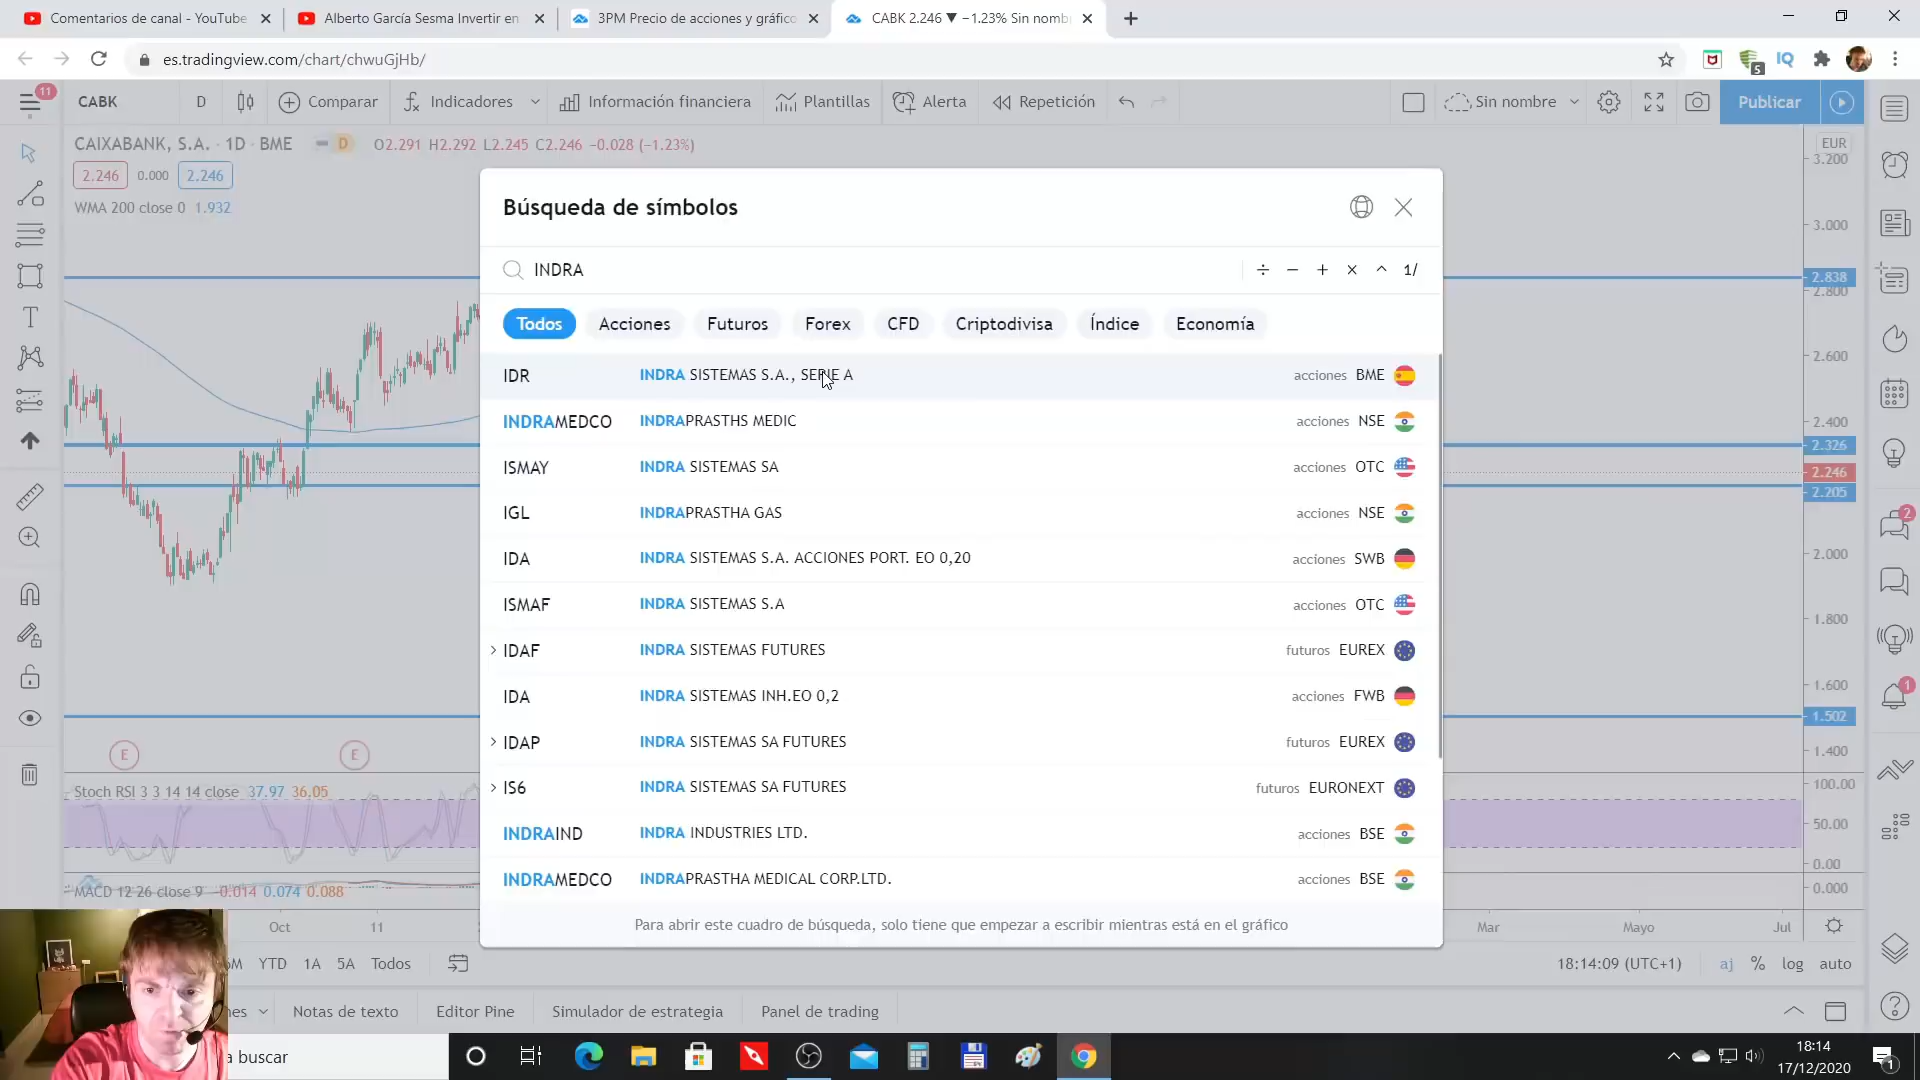 Comentarios de canal - YouTube
Alberto García Sesma Invertir en
3PM Precio de acciones y gráfico
CABK 2.246 ▼ −1.23% Sin nomb
es.tradingview.com/chart/chwuGjHb/
5
IQ
11
CABK
D
Comparar
Indicadores
Información financiera
Plantillas
Alerta
Repetición
Sin nombre
Publicar
CAIXABANK, S.A. · 1D · BME
D
O2.291 H2.292 L2.245 C2.246 −0.028 (−1.23%)
EUR
2.246
0.000
2.246
WMA 200 close 0 1.932
Búsqueda de símbolos
INDRA
÷ − + × ^ 1/
Todos
Acciones
Futuros
Forex
CFD
Criptodivisa
Índice
Economía
IDR INDRA SISTEMAS S.A., SERIE A acciones BME
INDRAMEDCO INDRAPRASTHS MEDIC acciones NSE
ISMAY INDRA SISTEMAS SA acciones OTC
IGL INDRAPRASTHA GAS acciones NSE
IDA INDRA SISTEMAS S.A. ACCIONES PORT. EO 0,20 acciones SWB
ISMAF INDRA SISTEMAS S.A acciones OTC
IDAF INDRA SISTEMAS FUTURES futuros EUREX
IDA INDRA SISTEMAS INH.EO 0,2 acciones FWB
IDAP INDRA SISTEMAS SA FUTURES futuros EUREX
IS6 INDRA SISTEMAS SA FUTURES futuros EURONEXT
INDRAIND INDRA INDUSTRIES LTD. acciones BSE
INDRAMEDCO INDRAPRASTHA MEDICAL CORP.LTD. acciones BSE
Para abrir este cuadro de búsqueda, solo tiene que empezar a escribir mientras está en el gráfico
3.200
3.000
2.838
2.800
2.600
2.400
2.326
2.246
2.205
2.000
1.800
1.600
1.502
1.400
100.00
50.00
0.00
0.000
2
1
E
E
Stoch RSI 3 3 14 14 close 37.97 36.05
MACD 12 26 close 9 −0.014 0.074 0.088
Oct
11
Mar
Mayo
Jul
YTD
1A
5A
Todos
18:14:09 (UTC+1)
aj
%
log
auto
Notas de texto
Editor Pine
Simulador de estrategia
Panel de trading
a buscar
18:14
17/12/2020
1